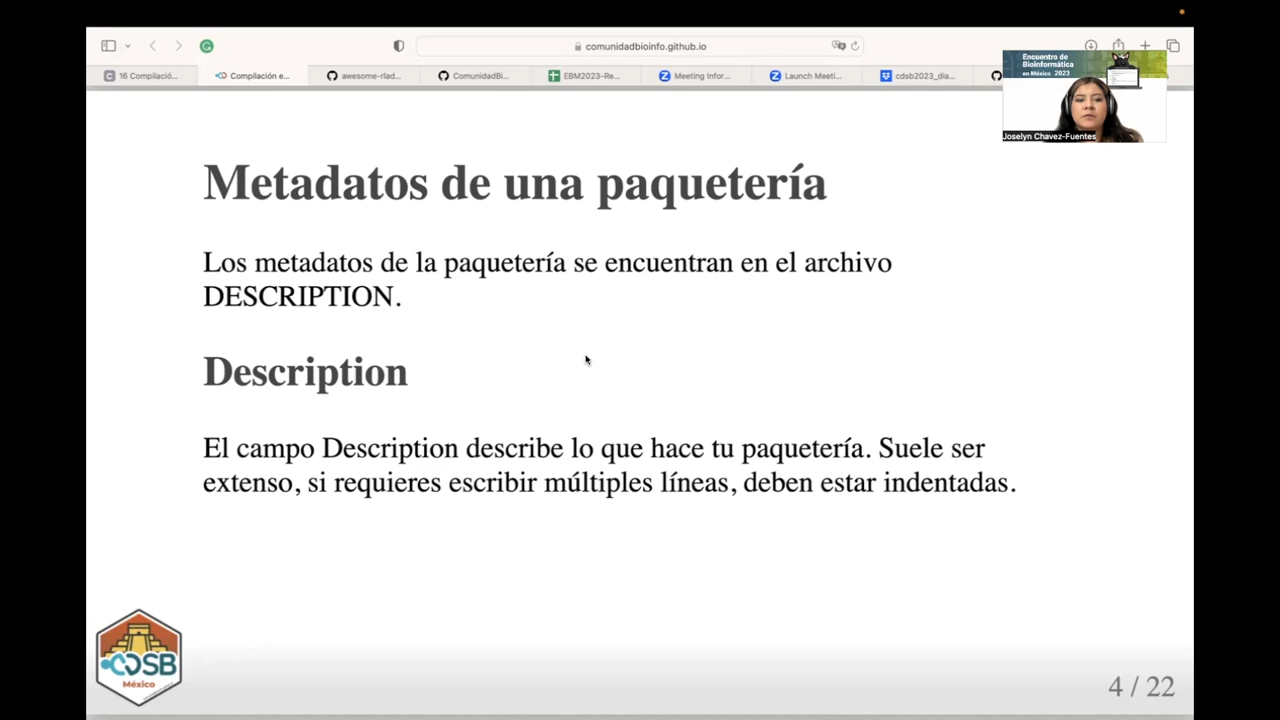 comunidadbioinfo.github.io
16 Compilació...
Compilación e...
awesome-rlad...
ComunidadBi...
EBM2023-Re...
Meeting Infor...
Launch Meeti...
cdsb2023_dia...
Encuentro de
BioInformática
en México 2023
Joselyn Chavez-Fuentes
Metadatos de una paquetería
Los metadatos de la paquetería se encuentran en el archivo
DESCRIPTION.
Description
El campo Description describe lo que hace tu paquetería. Suele ser
extenso, si requieres escribir múltiples líneas, deben estar indentadas.
CDSB
México
4 / 22